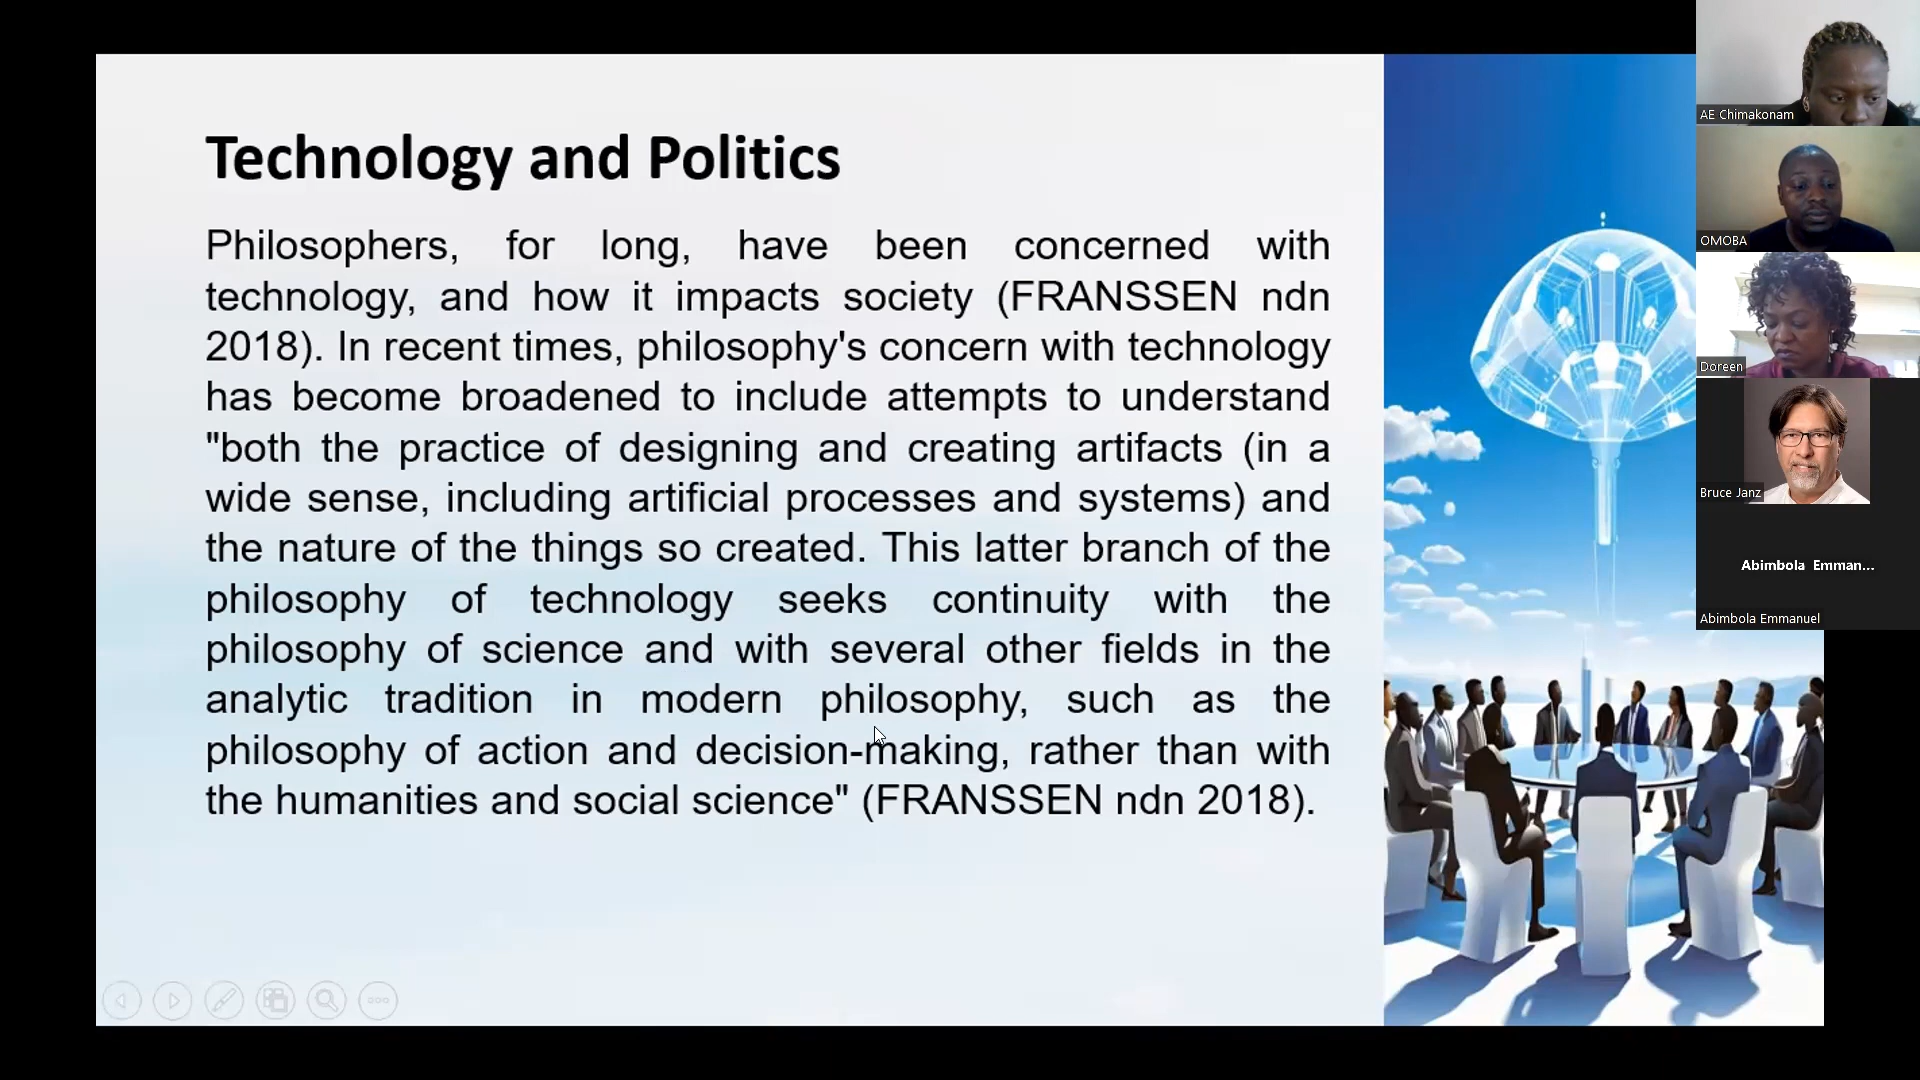 Technology and Politics
Philosophers, for long, have been concerned with
technology, and how it impacts society (FRANSSEN ndn
2018). In recent times, philosophy's concern with technology
has become broadened to include attempts to understand
"both the practice of designing and creating artifacts (in a
wide sense, including artificial processes and systems) and
the nature of the things so created. This latter branch of the
philosophy of technology seeks continuity with the
philosophy of science and with several other fields in the
analytic tradition in modern philosophy, such as the
philosophy of action and decision-making, rather than with
the humanities and social science" (FRANSSEN ndn 2018).
AE Chimakonam
OMOBA
Doreen
Bruce Janz
Abimbola Emman...
Abimbola Emmanuel